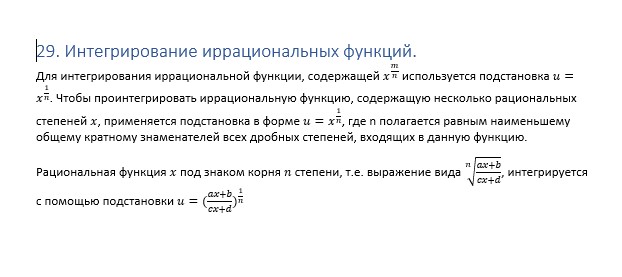 29. Интегрирование иррациональных функций.
Для интегрирования иррациональной функции, содержащей $x^{\frac{m}{n}}$ используется подстановка $u =$
$x^{\frac{1}{n}}$. Чтобы проинтегрировать иррациональную функцию, содержащую несколько рациональных
степеней $x$, применяется подстановка в форме $u = x^{\frac{1}{n}}$, где n полагается равным наименьшему
общему кратному знаменателей всех дробных степеней, входящих в данную функцию.
Рациональная функция $x$ под знаком корня $n$ степени, т.е. выражение вида $\sqrt[n]{\frac{ax+b}{cx+d}}$, интегрируется
с помощью подстановки $u = (\frac{ax+b}{cx+d})^{\frac{1}{n}}$